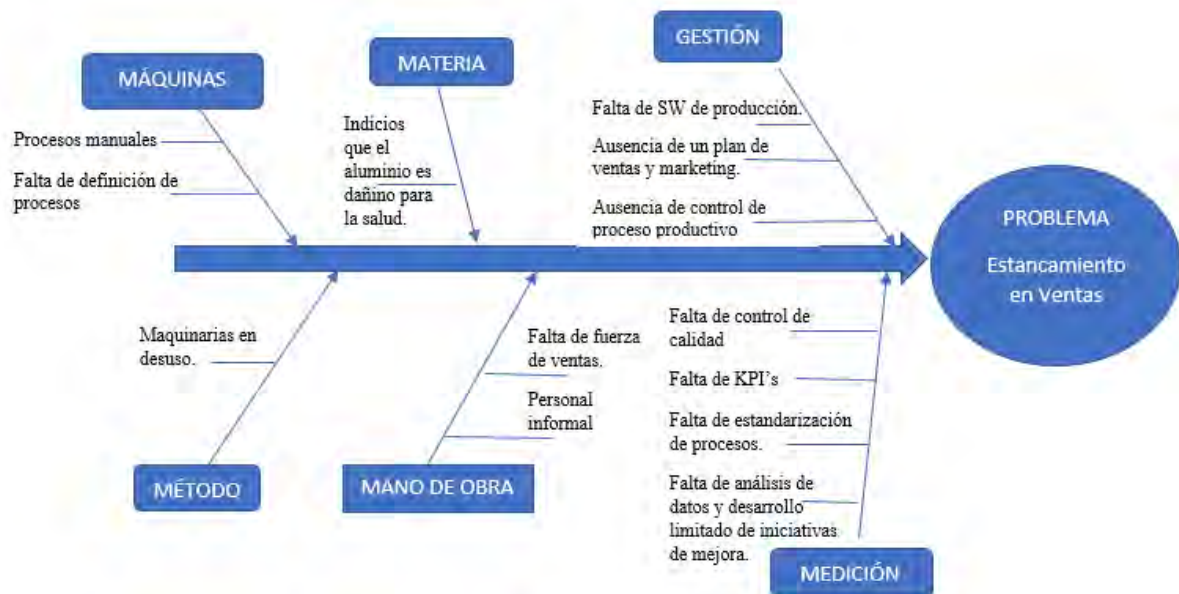 MÁQUINAS
Procesos manuales
Falta de definición de
procesos
MATERIA
Indicios
que el
aluminio es
dañino para
la salud.
GESTIÓN
Falta de SW de producción.
Ausencia de un plan de
ventas y marketing.
Ausencia de control de
proceso productivo
PROBLEMA
Estancamiento
en Ventas
Maquinarias en
desuso.
MÉTODO
Falta de fuerza
de ventas.
Personal
informal
MANO DE OBRA
Falta de control de
calidad
Falta de KPI’s
Falta de estandarización
de procesos.
Falta de análisis de
datos y desarrollo
limitado de iniciativas
de mejora.
MEDICIÓN